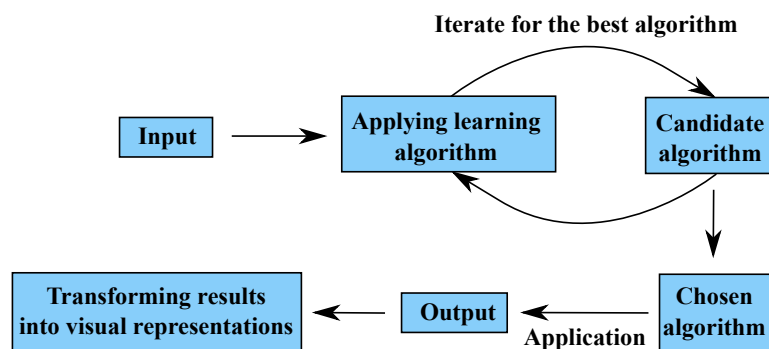 Iterate for the best algorithm
Input
Applying learning
algorithm
Candidate
algorithm
Transforming results
into visual representations
Output
Application
Chosen
algorithm